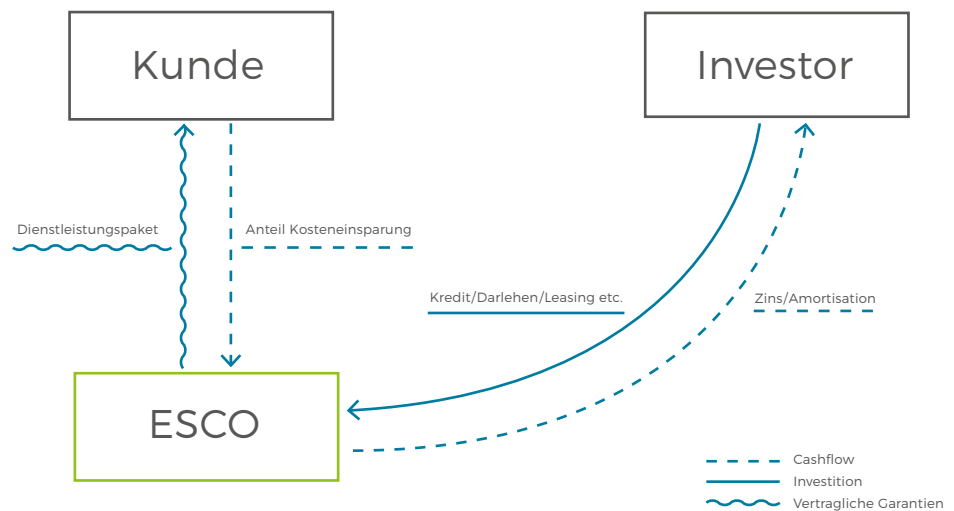 Kunde
Investor
Dienstleistungspaket
Anteil Kosteneinsparung
Kredit/Darlehen/Leasing etc.
Zins/Amortisation
ESCO
Cashflow
Investition
Vertragliche Garantien